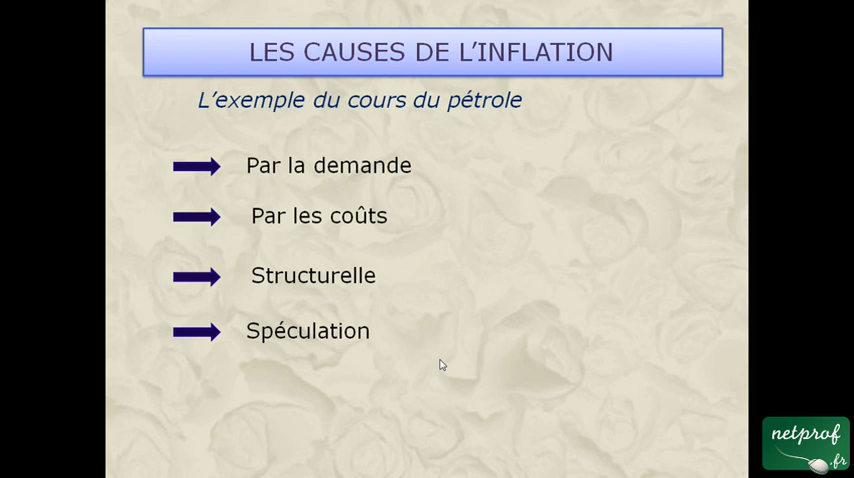 LES CAUSES DE L’INFLATION
L’exemple du cours du pétrole
Par la demande
Par les coûts
Structurelle
Spéculation
netprof
.fr